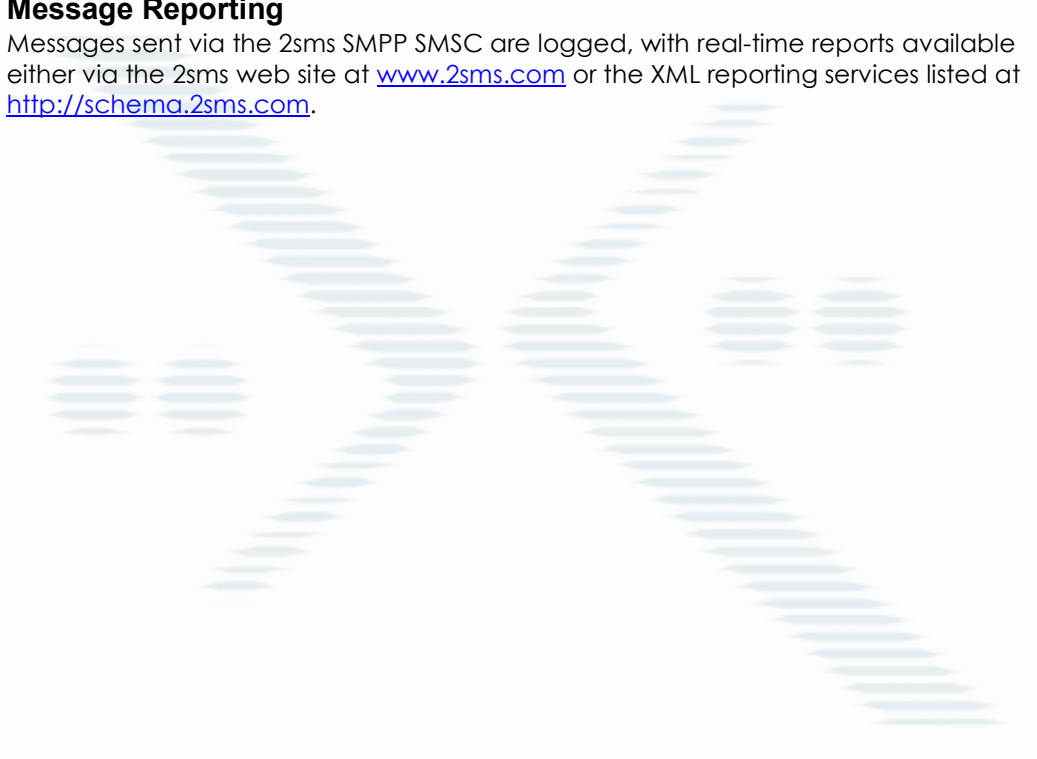 Message Reporting
Messages sent via the 2sms SMPP SMSC are logged, with real-time reports available
either via the 2sms web site at www.2sms.com or the XML reporting services listed at
http://schema.2sms.com.